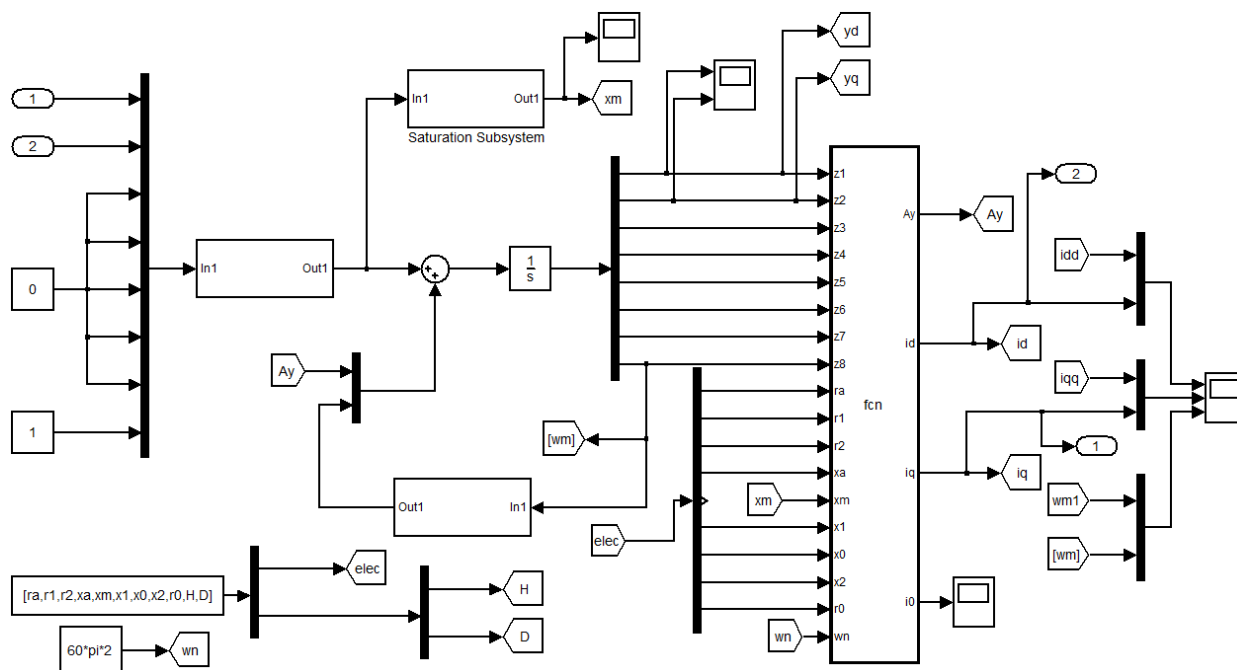 yd
yq
1
2
In1
Out1
xm
Saturation Subsystem
z1
z2
z3
z4
z5
z6
z7
z8
ra
r1
r2
xa
xm
x1
x0
x2
r0
wn
fcn
Ay
id
iq
i0
2
Ay
idd
id
iqq
1
iq
wm1
[wm]
0
In1
Out1
+
+
1
s
1
Ay
[wm]
Out1
In1
xm
elec
wn
[ra,r1,r2,xa,xm,x1,x0,x2,r0,H,D]
elec
H
D
60*pi*2
wn